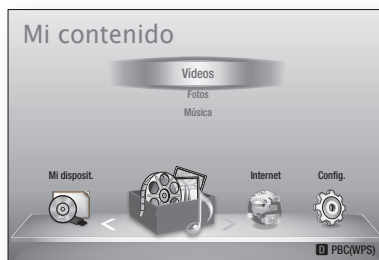 Mi contenido
Vídeos
Fotos
Música
Mi disposit.
Internet
Config.
D PBC(WPS)